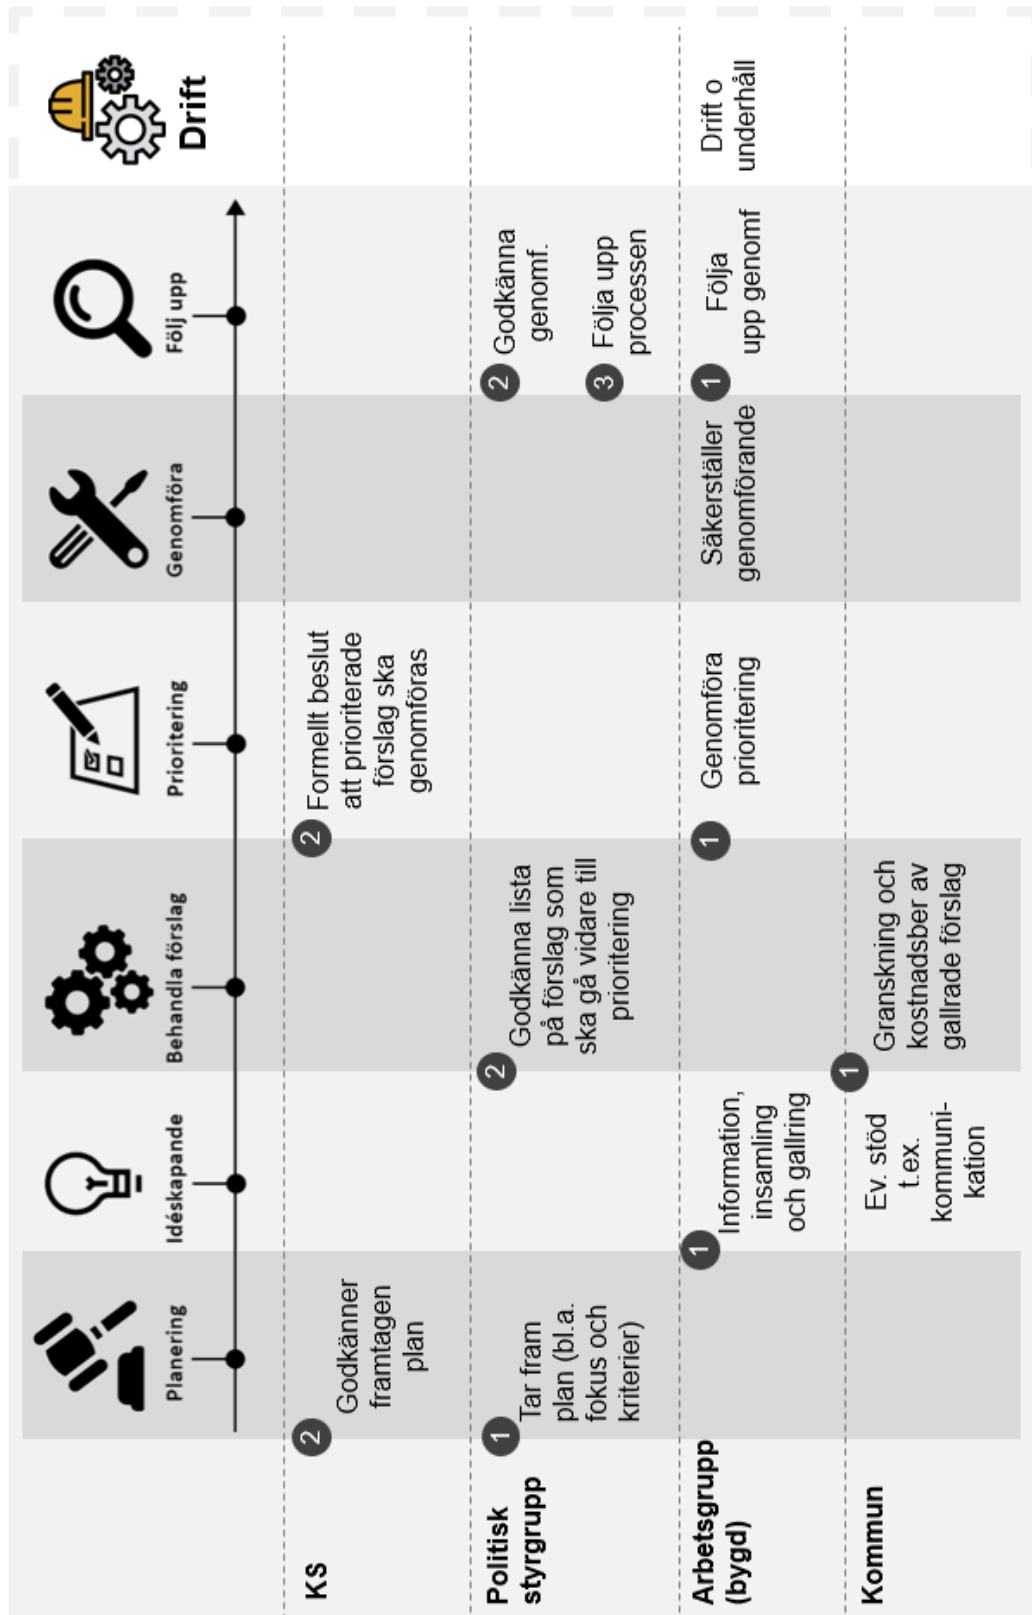 Planering
Idéskapande
Behandla förslag
Prioritering
Genomföra
Följ upp
Drift
KS
2
Godkänner
framtagen
plan
2
Formellt beslut
att prioriterade
förslag ska
genomföras
Politisk
styrgrupp
1
Tar fram
plan (bl.a.
fokus och
kriterier)
2
Godkänna lista
på förslag som
ska gå vidare till
prioritering
2
Godkänna
genomf.
3
Följa upp
processen
Arbetsgrupp
(bygd)
1
Information,
insamling
och gallring
1
Genomföra
prioritering
Säkerställer
genomförande
1
Följa
upp genomf
Drift o
underhåll
Kommun
Ev. stöd
t.ex.
kommuni-
kation
1
Granskning och
kostnadsber av
gallrade förslag